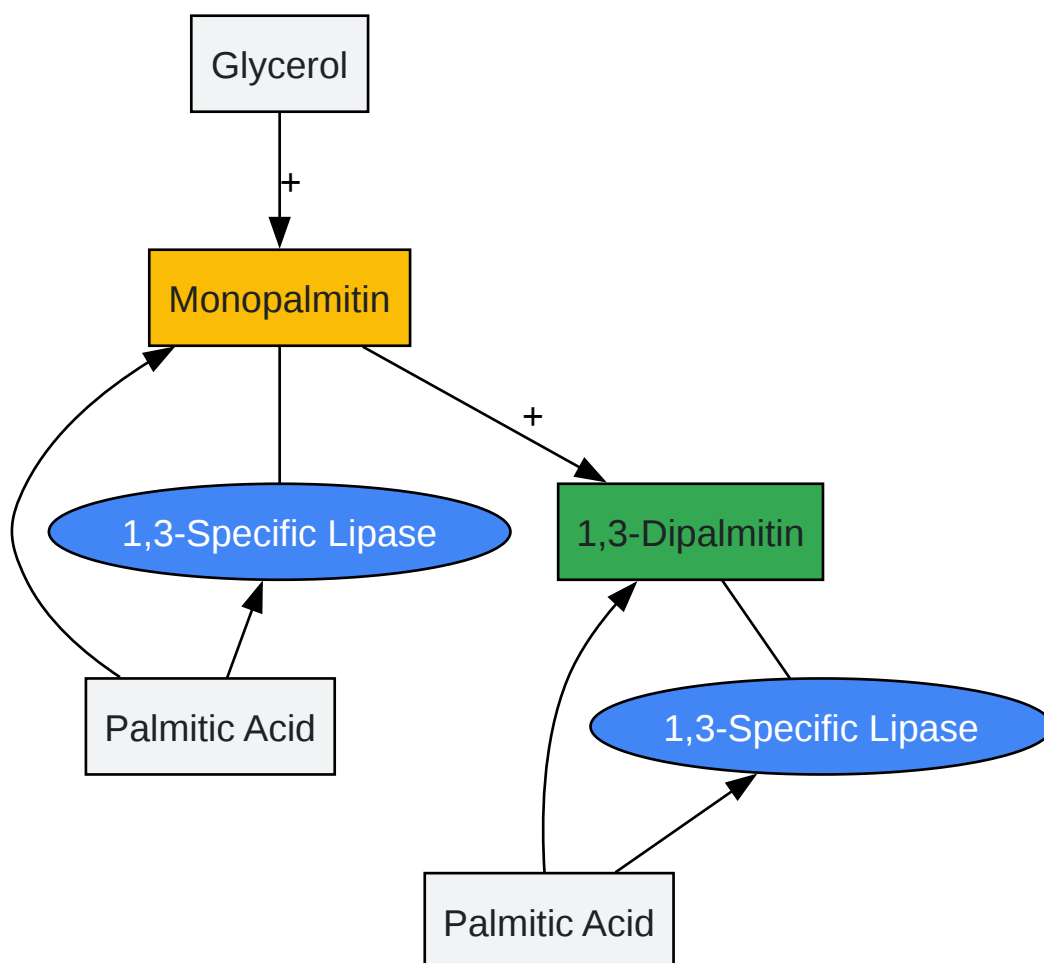 Glycerol
+
Monopalmitin
+
1,3-Specific Lipase
1,3-Dipalmitin
Palmitic Acid
1,3-Specific Lipase
Palmitic Acid